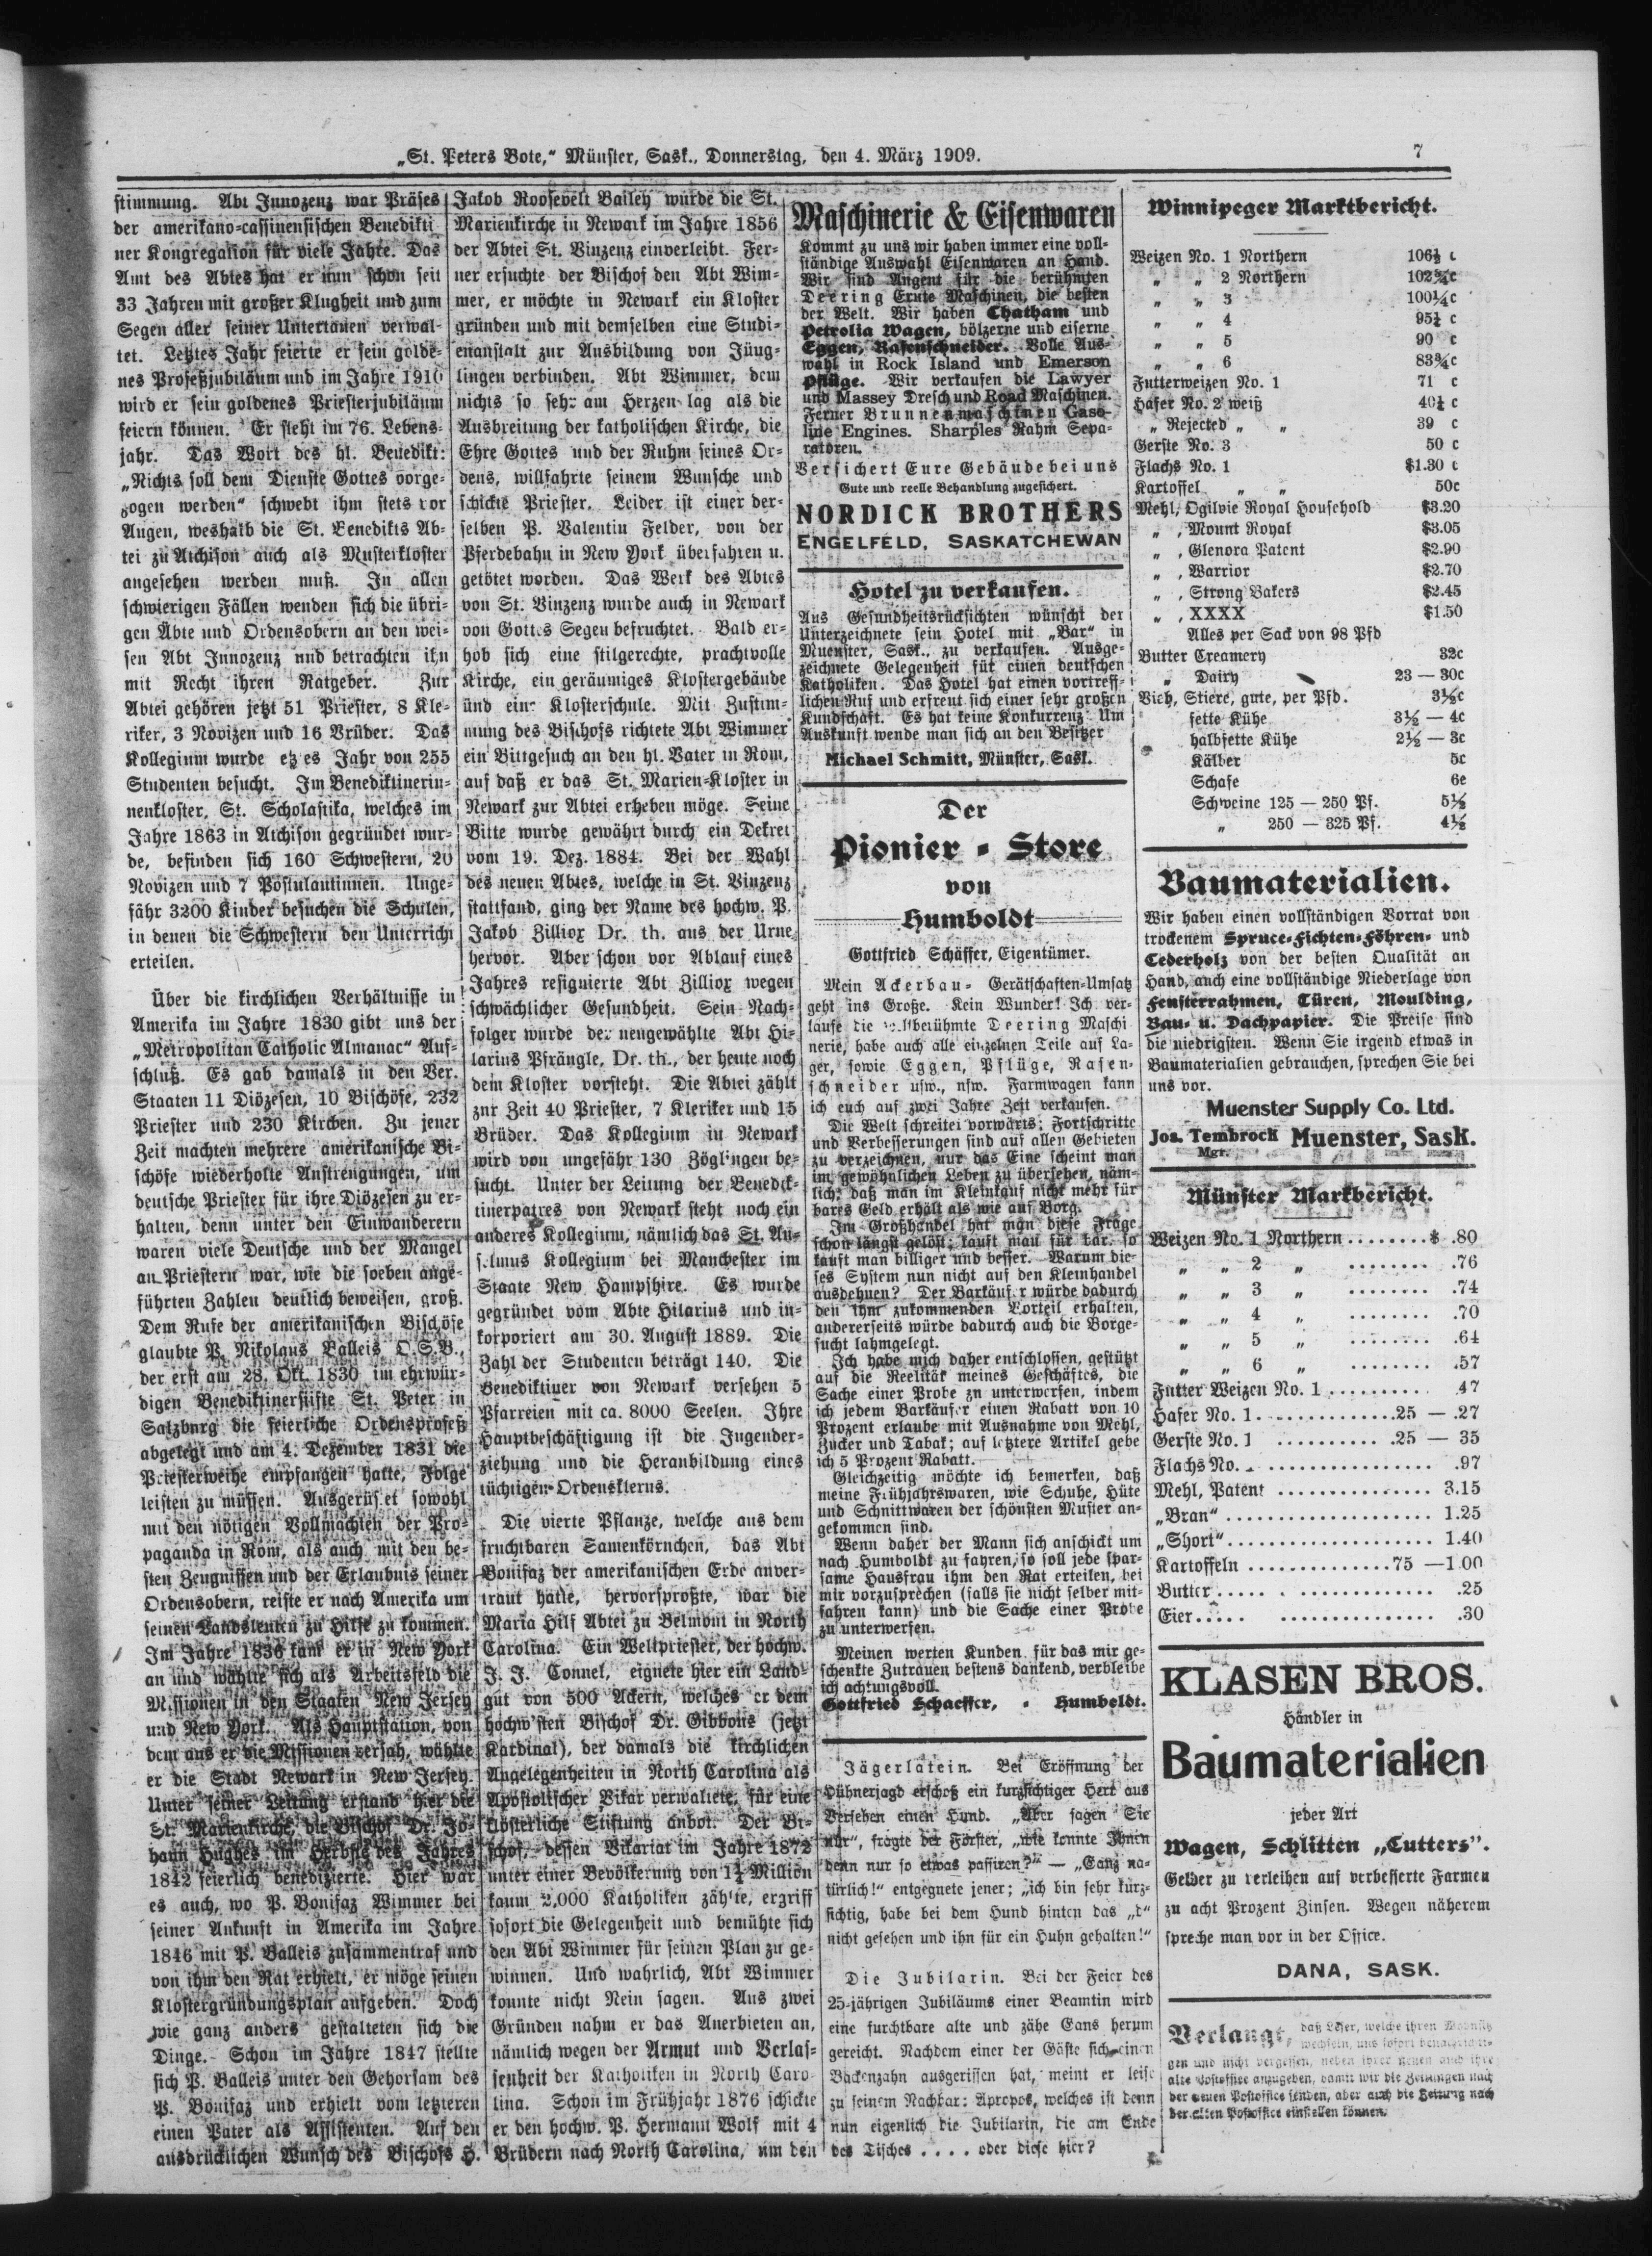 „St. Peters Bote,“ Münster, Sask., Donnerstag, den 4. März 1909.
7
stimmung. Abt Innozenz war Präses
der amerikano-cassinensischen Benedikti
ner Kongregation für viele Jahre. Das
Amt des Abtes hat er nun schon seit
33 Jahren mit großer Klugheit und zum
Segen aller seiner Untertanen verwal-
tet. Letztes Jahr feierte er sein golde-
nes Profeßjubiläum und im Jahre 1910
wird er sein goldenes Priesterjubiläum
feiern können. Er steht im 76. Lebens-
jahr. Das Wort des hl. Benedikt:
„Nichts soll dem Dienste Gottes vorge-
zogen werden“ schwebt ihm stets vor
Augen, weshalb die St. Benedikts Ab-
tei zu Atchison auch als Musterkloster
angesehen werden muß. In allen
schwierigen Fällen wenden sich die übri-
gen Äbte und Ordensobern an den wei-
sen Abt Innozenz und betrachten ihn
mit Recht ihren Ratgeber. Zur
Abtei gehören jetzt 51 Priester, 8 Kle-
riker, 3 Novizen und 16 Brüder. Das
Kollegium wurde etz es Jahr von 255
Studenten besucht. Im Benediktinerin-
nenkloster, St. Scholastika, welches im
Jahre 1863 in Atchison gegründet wur-
de, befinden sich 160 Schwestern, 20
Novizen und 7 Postulantinnen. Unge-
fähr 3200 Kinder besuchen die Schulen,
in denen die Schwestern den Unterricht
erteilen.
Über die kirchlichen Verhältnisse in
Amerika im Jahre 1830 gibt uns der
„Metropolitan Catholic Almanac“ Auf-
schluß. Es gab damals in den Ver.
Staaten 11 Diözesen, 10 Bischöfe, 232
Priester und 230 Kirchen. Zu jener
Zeit machten mehrere amerikanische Bi-
schöfe wiederholte Anstrengungen, um
deutsche Priester für ihre Diözesen zu er-
halten, denn unter den Einwanderern
waren viele Deutsche und der Mangel
an Priestern war, wie die soeben ange-
führten Zahlen deutlich beweisen, groß.
Dem Rufe der amerikanischen Bischöfe
glaubte P. Nikolaus Balleis O.S.B.,
der erst am 28. Okt. 1830 im ehrwür-
digen Benediktinerstifte St. Peter in
Salzburg die feierliche Ordensprofeß
abgelegt und am 4. Dezember 1831 die
Priesterweihe empfangen hatte, Folge
leisten zu müssen. Ausgerüs.et sowohl
mit den nötigen Vollmachten der Pro-
paganda in Rom, als auch mit den be-
sten Zeugnissen und der Erlaubnis seiner
Ordensobern, reiste er nach Amerika um
seinen Landsleuten zu Hilfe zu kommen.
Im Jahre 1836 kam er in New York
an und wählte sich als Arbeitsfeld die
Missionen in den Staaten New Jersey
und New York. Als Hauptstation, von
dem aus er die Missionen versah, wählte
er die Stadt Newark in New Jersey.
Unter seiner Leitung erstand hier die
St. Marienkirche, die Bischof Dr. Jo-
hann Hughes im Herbste des Jahres
1842 feierlich benedizierte. Hier war
es auch, wo P. Bonifaz Wimmer bei
seiner Ankunft in Amerika im Jahre
1846 mit P. Balleis zusammentraf und
von ihm den Rat erhielt, er möge seinen
Klostergründungsplan aufgeben. Doch
wie ganz anders gestalteten sich die
Dinge. Schon im Jahre 1847 stellte
sich P. Balleis unter den Gehorsam des
P. Bonifaz und erhielt vom letzteren
einen Pater als Assistenten. Auf den
ausdrücklichen Wunsch des Bischofs H.
Jakob Roosevelt Bailey wurde die St.
Marienkirche in Newark im Jahre 1856
der Abtei St. Vinzenz einverleibt. Fer-
ner ersuchte der Bischof den Abt Wim-
mer, er möchte in Newark ein Kloster
gründen und mit demselben eine Studi-
enanstalt zur Ausbildung von Jüng-
lingen verbinden. Abt Wimmer, dem
nichts so sehr am Herzen lag als die
Ausbreitung der katholischen Kirche, die
Ehre Gottes und der Ruhm seines Or-
dens, willfahrte seinem Wunsche und
schickte Priester. Leider ist einer der-
selben P. Valentin Felder, von der
Pferdebahn in New York überfahren u.
getötet worden. Das Werk des Abtes
von St. Vinzenz wurde auch in Newark
von Gottes Segen befruchtet. Bald er-
hob sich eine stilgerechte, prachtvolle
Kirche, ein geräumiges Klostergebäude
und eine Klosterschule. Mit Zustim-
mung des Bischofs richtete Abt Wimmer
ein Bittgesuch an den hl. Vater in Rom,
auf daß er das St. Marien-Kloster in
Newark zur Abtei erheben möge. Seine
Bitte wurde gewährt durch ein Dekret
vom 19. Dez. 1884. Bei der Wahl
des neuen Abtes, welche in St. Vinzenz
stattfand, ging der Name des hochw. P.
Jakob Zilliox Dr. th. aus der Urne
hervor. Aber schon vor Ablauf eines
Jahres resignierte Abt Zilliox wegen
schwächlicher Gesundheit. Sein Nach-
folger wurde der neugewählte Abt Hi-
larius Pfrängle, Dr. th., der heute noch
dem Kloster vorsteht. Die Abtei zählt
zur Zeit 40 Priester, 7 Kleriker und 15
Brüder. Das Kollegium in Newark
wird von ungefähr 130 Zöglingen be-
sucht. Unter der Leitung der Benedik-
tinerpatres von Newark steht noch ein
anderes Kollegium, nämlich das St. An-
selmus Kollegium bei Manchester im
Staate New Hampshire. Es wurde
gegründet vom Abte Hilarius und in-
korporiert am 30. August 1889. Die
Zahl der Studenten beträgt 140. Die
Benediktiner von Newark versehen 5
Pfarreien mit ca. 8000 Seelen. Ihre
Hauptbeschäftigung ist die Jugender-
ziehung und die Heranbildung eines
tüchtigen Ordensklerus.
Die vierte Pflanze, welche aus dem
fruchtbaren Samenkörnchen, das Abt
Bonifaz der amerikanischen Erde anver-
traut hatte, hervorsproßte, war die
Maria Hilf Abtei zu Belmont in North
Carolina. Ein Weltpriester, der hochw.
J. J. Connel, eignete hier ein Land-
gut von 500 Ackern, welches er dem
hochw'sten Bischof Dr. Gibbons (jetzt
Kardinal), der damals die kirchlichen
Angelegenheiten in North Carolina als
Apostolischer Vikar verwaltete, für eine
klösterliche Stiftung anbot. Der Bi-
schof, dessen Vikariat im Jahre 1872
unter einer Bevölkerung von 1¼ Million
kaum 2,000 Katholiken zählte, ergriff
sofort die Gelegenheit und bemühte sich
den Abt Wimmer für seinen Plan zu ge-
winnen. Und wahrlich, Abt Wimmer
konnte nicht Nein sagen. Aus zwei
Gründen nahm er das Anerbieten an,
nämlich wegen der Armut und Verlas-
senheit der Katholiken in North Caro
lina. Schon im Frühjahr 1876 schickte
er den hochw. P. Hermann Wolf mit 4
Brüdern nach North Carolina, um den
Maschinerie & Eisenwaren
Kommt zu uns wir haben immer eine voll-
ständige Auswahl Eisenwaren an Hand.
Wir sind Angent für die berühmten
Deering Ernte Maschinen, die besten
der Welt. Wir haben Chatham und
Petrolia Wagen, bölzerne und eiserne
Eggen, Rasenschneider. Volle Aus-
wahl in Rock Island und Emerson
Pflüge. Wir verkaufen die Lawyer
und Massey Dresch und Road Maschinen.
Ferner Brunnenmaschinen Gaso-
line Engines. Sharples Rahm Sepa-
ratoren.
Versichert Eure Gebäude bei uns
Gute und reelle Behandlung zugesichert.
NORDICK BROTHERS
ENGELFELD, SASKATCHEWAN
Hotel zu verkaufen.
Aus Gesundheitsrücksichten wünscht der
Unterzeichnete sein Hotel mit „Bar“ in
Muenster, Sask., zu verkaufen. Ausge-
zeichnete Gelegenheit füt einen deutschen
Katholiken. Das Hotel hat einen vortreff-
lichen Ruf und erfreut sich einer sehr großen
Kundschaft. Es hat keine Konkurrenz. Um
Auskunft wende man sich an den Besitzer
Michael Schmitt, Münster, Sask.
Der
Pionier - Store
von
Humboldt
Gottfried Schäffer, Eigentümer.
Mein Ackerbau- Gerätschaften-Umsatz
geht ins Große. Kein Wunder! Ich ver-
kaufe die weltberühmte Deering Maschi
nerie, habe auch alle einzelnen Teile auf La-
ger, sowie Eggen, Pflüge, Rasen-
schneider usw., usw. Farmwagen kann
ich euch auf zwei Jahre Zeit verkaufen.
Die Welt schreitet vorwärts; Fortschritte
und Verbesserungen sind auf allen Gebieten
zu verzeichnen, nur das Eine scheint man
im gewöhnlichen Leben zu übersehen, näm-
lich, daß man im Kleinkauf nicht mehr für
bares Geld erhält als wie auf Borg.
Im Großhandel hat man diese Frage
schon längst gelöst; kauft man für bar, so
kauft man billiger und besser. Warum die-
ses System nun nicht auf den Kleinhandel
ausdehnen? Der Barkäufer würde dadurch
den ihm zukommenden Vorteil erhalten,
andererseits würde dadurch auch die Borge-
sucht lahmgelegt.
Ich habe mich daher entschlossen, gestützt
auf die Reelität meines Geschäftes, die
Sache einer Probe zu unterwerfen, indem
ich jedem Barkäufer einen Rabatt von 10
Prozent erlaube mit Ausnahme von Mehl,
Zucker und Tabak; auf letztere Artikel gebe
ich 5 Prozent Rabatt.
Gleichzeitig möchte ich bemerken, daß
meine Frühjahrswaren, wie Schuhe, Hüte
und Schnittwaren der schönsten Muster an-
gekommen sind.
Wenn daher der Mann sich anschickt um
nach Humboldt zu fahren, so soll jede spar-
same Hausfrau ihm den Rat erteilen, bei
mir vorzusprechen (falls sie nicht selber mit-
fahren kann) und die Sache einer Probe
zu unterwerfen.
Meinen werten Kunden für das mir ge-
schenkte Zutrauen bestens dankend, verbleibe
ich achtungsvoll.
Gottfried Schaeffer, - Humboldt.
Jägerlatein. Bei Eröffnung der
Hühnerjagd erschoß ein kurzsichtiger Herr aus
Versehen einen Hund. „Aber sagen Sie
nur“, fragte der Förster, „wie konnte Ihnen
denn nur so etwas passiren?“ — „Ganz na-
türlich!“ entgegnete jener; „ich bin sehr kurz-
sichtig, habe bei dem Hund hinten das „d“
nicht gesehen und ihn für ein Huhn gehalten!“
Die Jubilarin. Bei der Feier des
25-jährigen Jubiläums einer Beamtin wird
eine furchtbare alte und zähe Gans herum
gereicht. Nachdem einer der Gäste sich einen
Backenzahn ausgerissen hat, meint er leise
zu seinem Nachbar: Apropos, welches ist denn
nun eigenlich die Jubilarin, die am Ende
des Tisches . . . . oder diese hier?
Winnipeger Marktbericht.
Weizen No. 1 Northern 106½ c
„ „ 2 Northern 102¾c
„ „ 3 100¼c
„ „ 4 95½ c
„ „ 5 90 c
„ „ 6 83¾c
Futterweizen No. 1 71 c
Hafer No. 2 weiß 40½ c
„ Rejected „ „ 39 c
Gerste No. 3 50 c
Flachs No. 1 $1.30 c
Kartoffel „ „ 50c
Mehl, Ogilvie Royal Household $3.20
„ , Mount Royal $3.05
„ , Glenora Patent $2.90
„ , Warrior $2.70
„ , Strong Bakers $2.45
„ , XXXX $1.50
Alles per Sack von 98 Pfd
Butter Creamery 32c
„ Dairy 23 — 30c
Vieh, Stiere, gute, per Pfd. 3½c
fette Kühe 3½ — 4c
halbfette Kühe 2½ — 3c
Kälber 5c
Schafe 6c
Schweine 125 — 250 Pf. 5½
„ 250 — 325 Pf. 4½
Baumaterialien.
Wir haben einen vollständigen Vorrat von
trockenem Spruce-Fichten-Föhren- und
Cederholz von der besten Qualität an
Hand, auch eine vollständige Niederlage von
Fensterrahmen, Türen, Moulding,
Bau- u. Dachpapier. Die Preise sind
die niedrigsten. Wenn Sie irgend etwas in
Baumaterialien gebrauchen, sprechen Sie bei
uns vor.
Muenster Supply Co. Ltd.
Jos. Tembrock Muenster, Sask.
Mgr.
Münster Markbericht.
Weizen No. 1 Northern ........$ .80
„ „ 2 „ ........ .76
„ „ 3 „ ........ .74
„ „ 4 „ ........ .70
„ „ 5 „ ........ .64
„ „ 6 „ ........ .57
Futter Weizen No. 1 .......... .47
Hafer No. 1. ............25 — .27
Gerste No. 1 ...........25 — 35
Flachs No. ................. .97
Mehl, Patent ............... 3.15
„Bran“ ..................... 1.25
„Short“..................... 1.40
Kartoffeln ..............75 —1.00
Butter..... . .............. .25
Eier..... ............... .30
KLASEN BROS.
Händler in
Baumaterialien
jeder Art
Wagen, Schlitten „Cutters“.
Gelder zu verleihen auf verbesserte Farmen
zu acht Prozent Zinsen. Wegen näherem
spreche man vor in der Office.
DANA, SASK.
Verlangt, daß Leser, welche ihren Wohnsitz
wechseln, uns sofort benachrichti-
gen und nicht vergessen, neben ihrer neuen auch ihre
alte Postoffice anzugeben, damit wir die Zeitungen nach
der neuen Postoffice senden, aber auch die Zeitung nach
der alten Postoffice einstellen können.